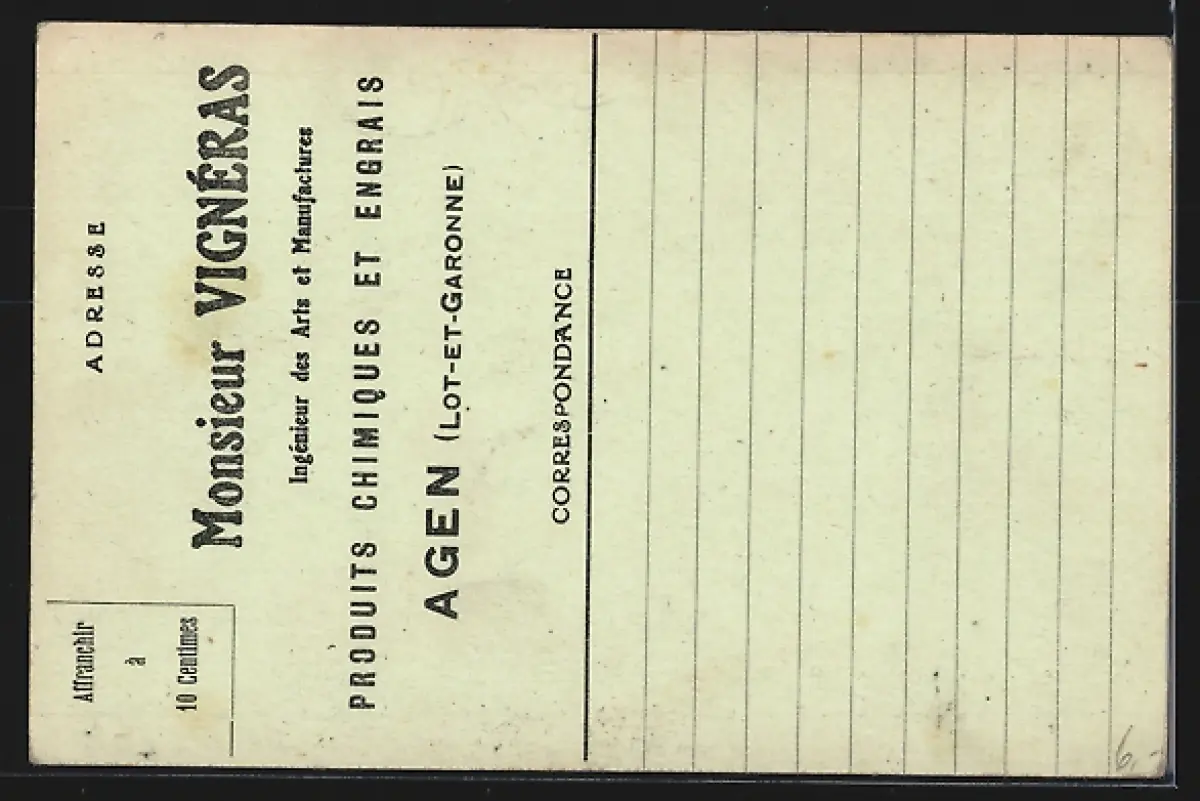 ADRESSE
Affranchir
à
10 Centimes
Monsieur VIGNÉRAS
Ingénieur des Arts et Manufactures
PRODUITS CHIMIQUES ET ENGRAIS
AGEN (LOT-ET-GARONNE)
CORRESPONDANCE
6,-